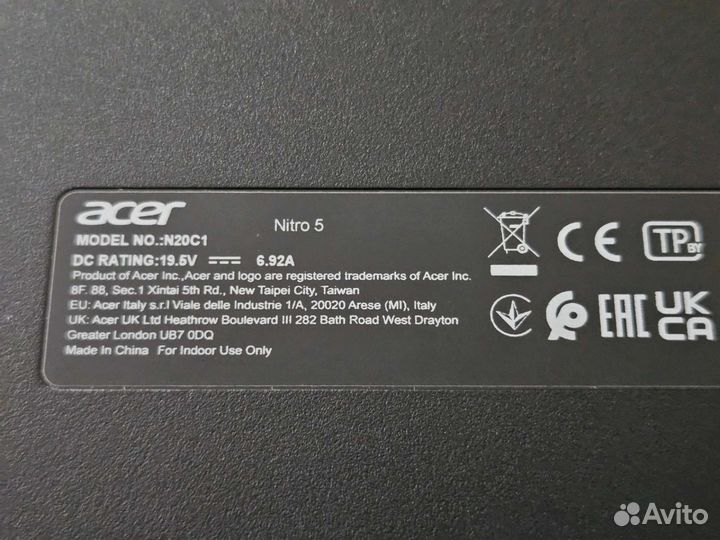 acer
Nitro 5
MODEL NO.:N20C1
DC RATING:19.5V 6.92A
Product of Acer Inc.,Acer and logo are registered trademarks of Acer Inc.
8F. 88, Sec.1 Xintai 5th Rd., New Taipei City, Taiwan
EU: Acer Italy s.r.l Viale delle Industrie 1/A, 20020 Arese (MI), Italy
UK: Acer UK Ltd Heathrow Boulevard III 282 Bath Road West Drayton
Greater London UB7 0DQ
Made In China For Indoor Use Only
CE EAC TP BY
EAC UK CA
Avito